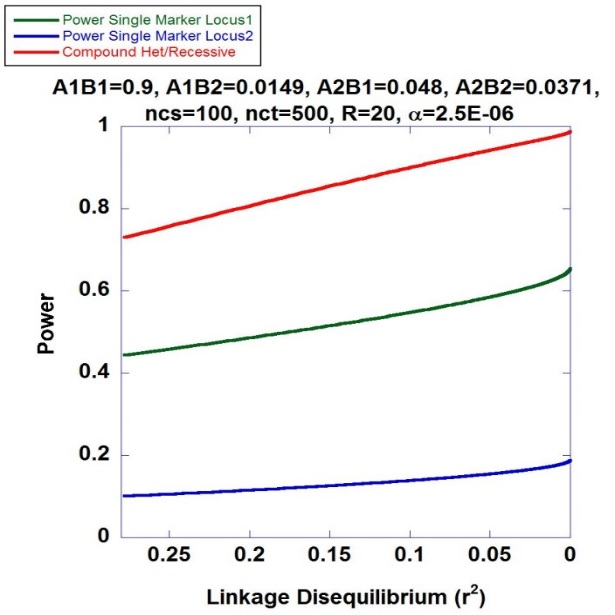 Power Single Marker Locus1
Power Single Marker Locus2
Compound Het/Recessive
A1B1=0.9, A1B2=0.0149, A2B1=0.048, A2B2=0.0371,
ncs=100, nct=500, R=20, α=2.5E-06
1
0.8
0.6
0.4
0.2
0
Power
0.25 0.2 0.15 0.1 0.05 0
Linkage Disequilibrium (r²)